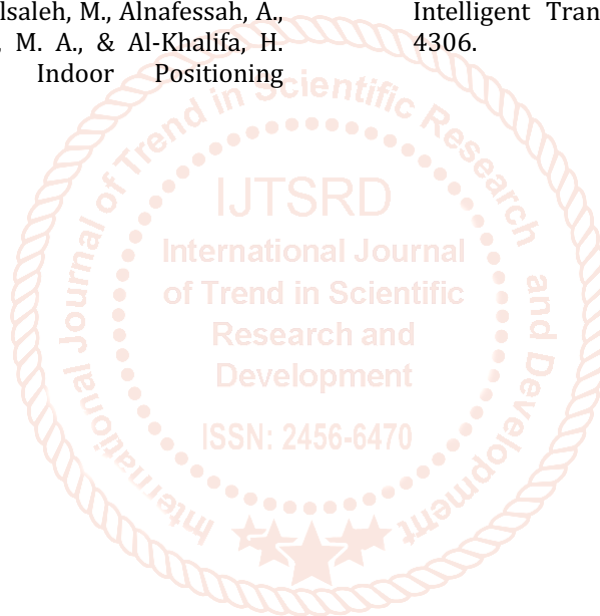 lsaleh, M., Alnafessah, A.,
, M. A., & Al-Khalifa, H.
Indoor Positioning
Intelligent Tran
4306.
International Journal of Trend in Scientific Research and Development
IJTSRD
International Journal
of Trend in Scientific
Research and
Development
ISSN: 2456-6470